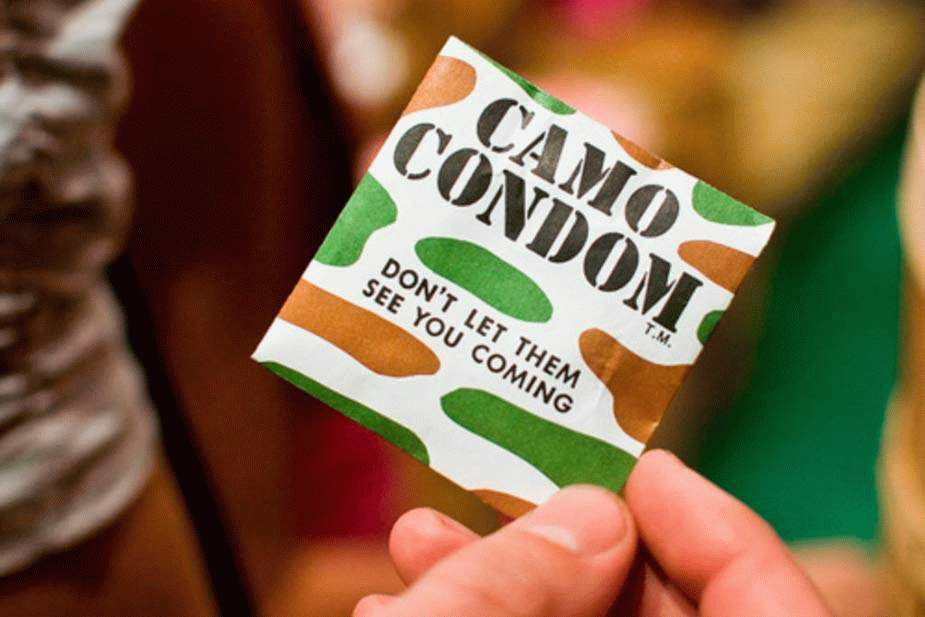 CAMO
CONDOM
T.M.
DON'T LET THEM
SEE YOU COMING